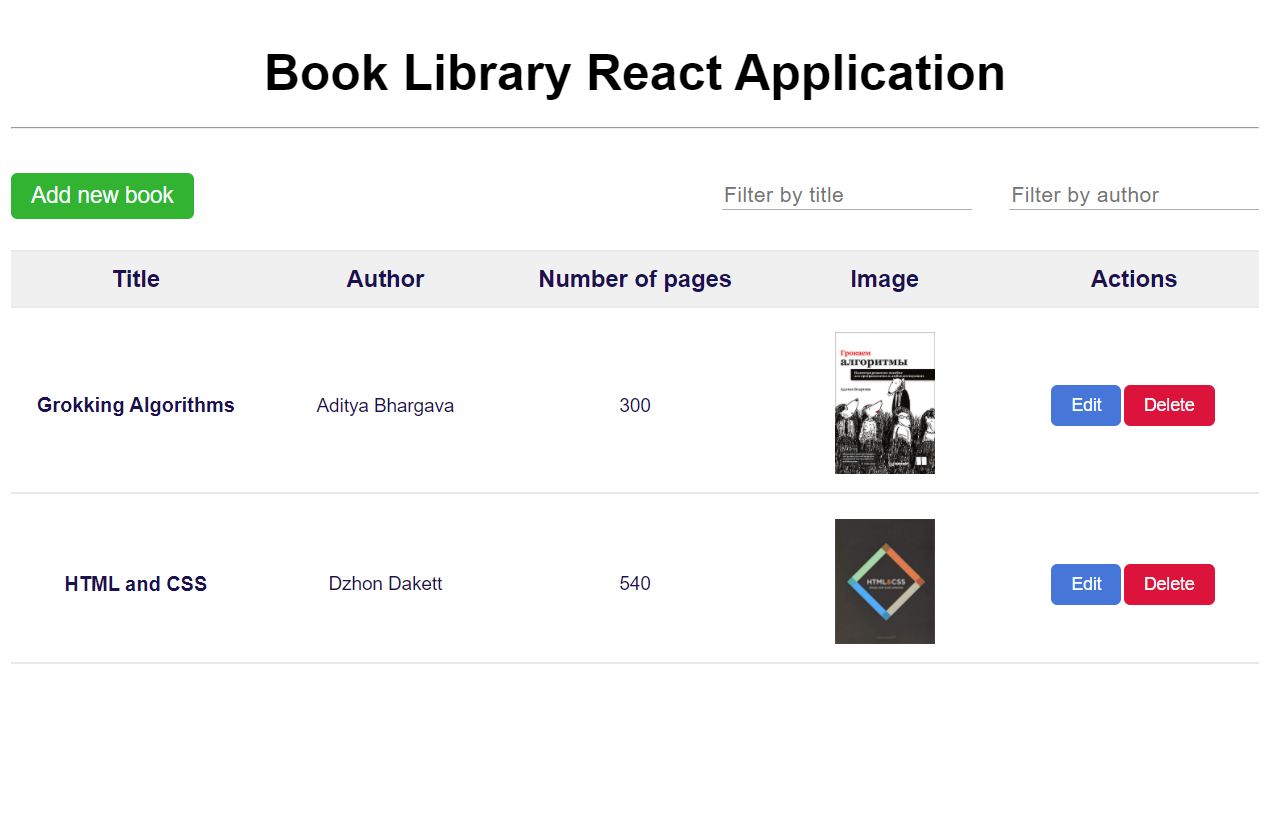 Book Library React Application
Add new book
Filter by title
Filter by author
Title Author Number of pages Image Actions
Грокаем
алгоритмы
Grokking Algorithms Aditya Bhargava 300 Edit Delete
HTML&CSS
HTML and CSS Dzhon Dakett 540 Edit Delete